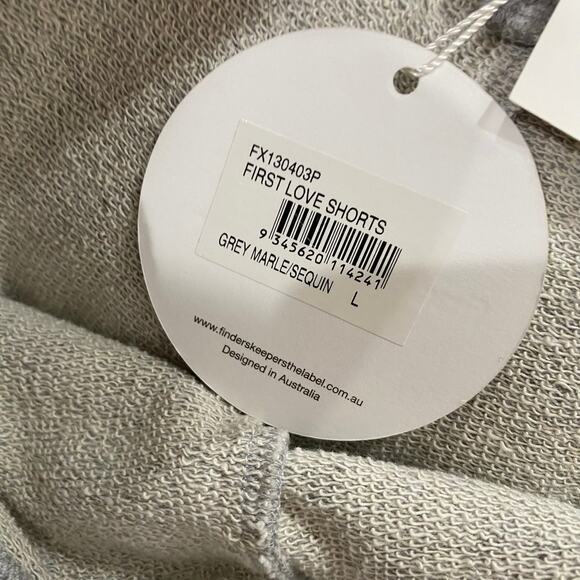 FX130403P
FIRST LOVE SHORTS
9 345620 114241
GREY MARLE/SEQUIN L
www.finderskeepersthelabel.com.au
Designed in Australia